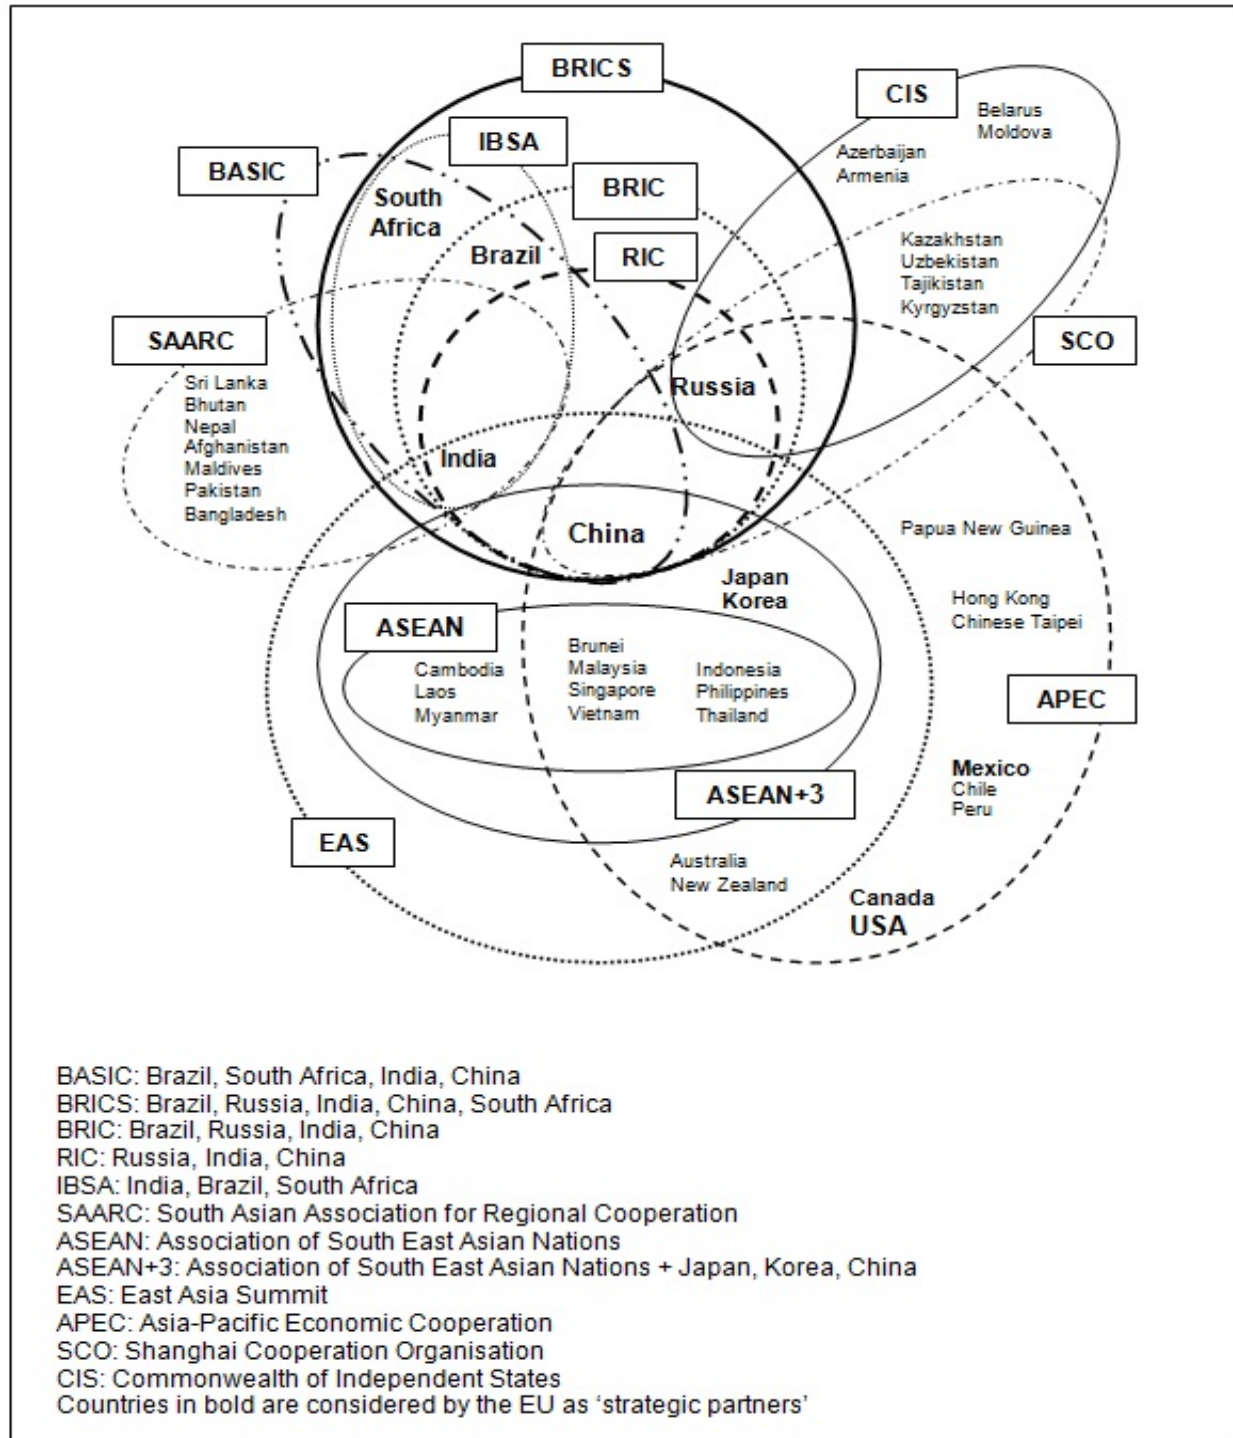 BRICS
CIS
Belarus
Moldova
IBSA
Azerbaijan
Armenia
BASIC
BRIC
South
Africa
Brazil
RIC
Kazakhstan
Uzbekistan
Tajikistan
Kyrgyzstan
SAARC
SCO
Sri Lanka
Bhutan
Nepal
Afghanistan
Maldives
Pakistan
Bangladesh
Russia
India
China
Papua New Guinea
Japan
Korea
Hong Kong
Chinese Taipei
ASEAN
Cambodia
Laos
Myanmar
Brunei
Malaysia
Singapore
Vietnam
Indonesia
Philippines
Thailand
APEC
Mexico
Chile
Peru
ASEAN+3
EAS
Australia
New Zealand
Canada
USA
BASIC: Brazil, South Africa, India, China
BRICS: Brazil, Russia, India, China, South Africa
BRIC: Brazil, Russia, India, China
RIC: Russia, India, China
IBSA: India, Brazil, South Africa
SAARC: South Asian Association for Regional Cooperation
ASEAN: Association of South East Asian Nations
ASEAN+3: Association of South East Asian Nations + Japan, Korea, China
EAS: East Asia Summit
APEC: Asia-Pacific Economic Cooperation
SCO: Shanghai Cooperation Organisation
CIS: Commonwealth of Independent States
Countries in bold are considered by the EU as ‘strategic partners’